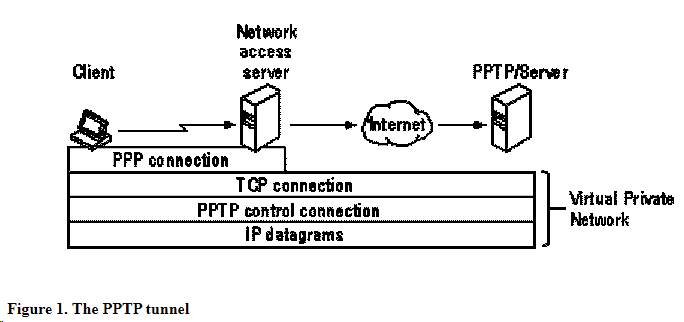 Network
access
server
Client
PPTP/Server
Internet
PPP connection
TCP connection
PPTP control connection
IP datagrams
Virtual Private
Network
Figure 1. The PPTP tunnel